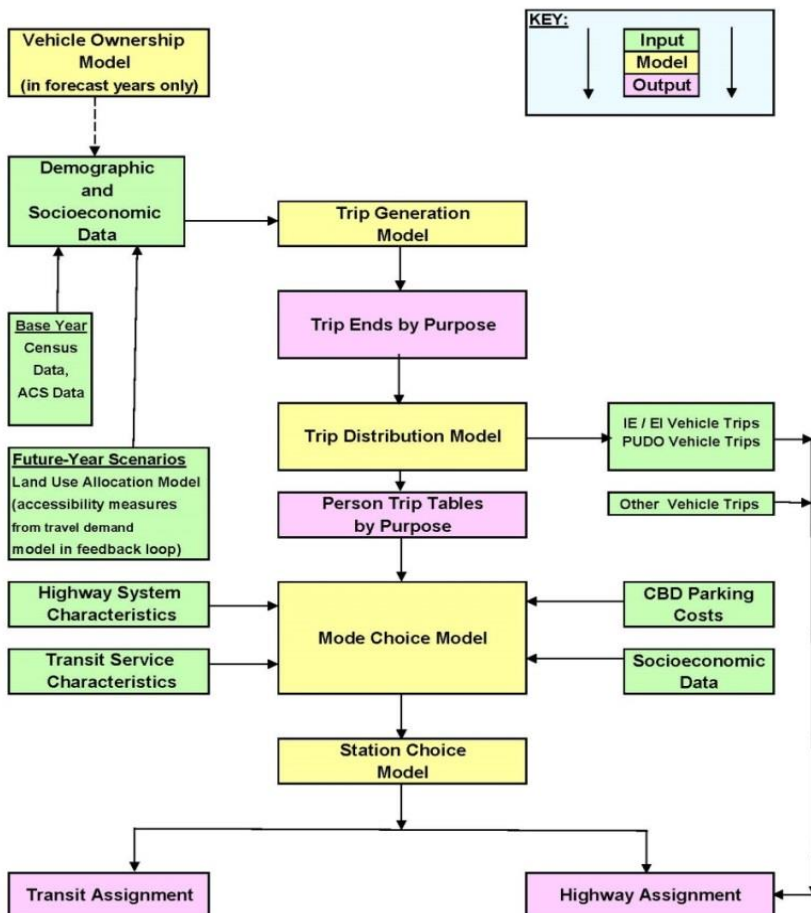 Vehicle Ownership
Model
(in forecast years only)
KEY:
Input
Model
Output
Demographic
and
Socioeconomic
Data
Trip Generation
Model
Base Year
Census
Data,
ACS Data
Trip Ends by Purpose
Trip Distribution Model
IE / EI Vehicle Trips
PUDO Vehicle Trips
Future-Year Scenarios
Land Use Allocation Model
(accessibility measures
from travel demand
model in feedback loop)
Person Trip Tables
by Purpose
Other Vehicle Trips
Highway System
Characteristics
Mode Choice Model
CBD Parking
Costs
Transit Service
Characteristics
Socioeconomic
Data
Station Choice
Model
Transit Assignment
Highway Assignment